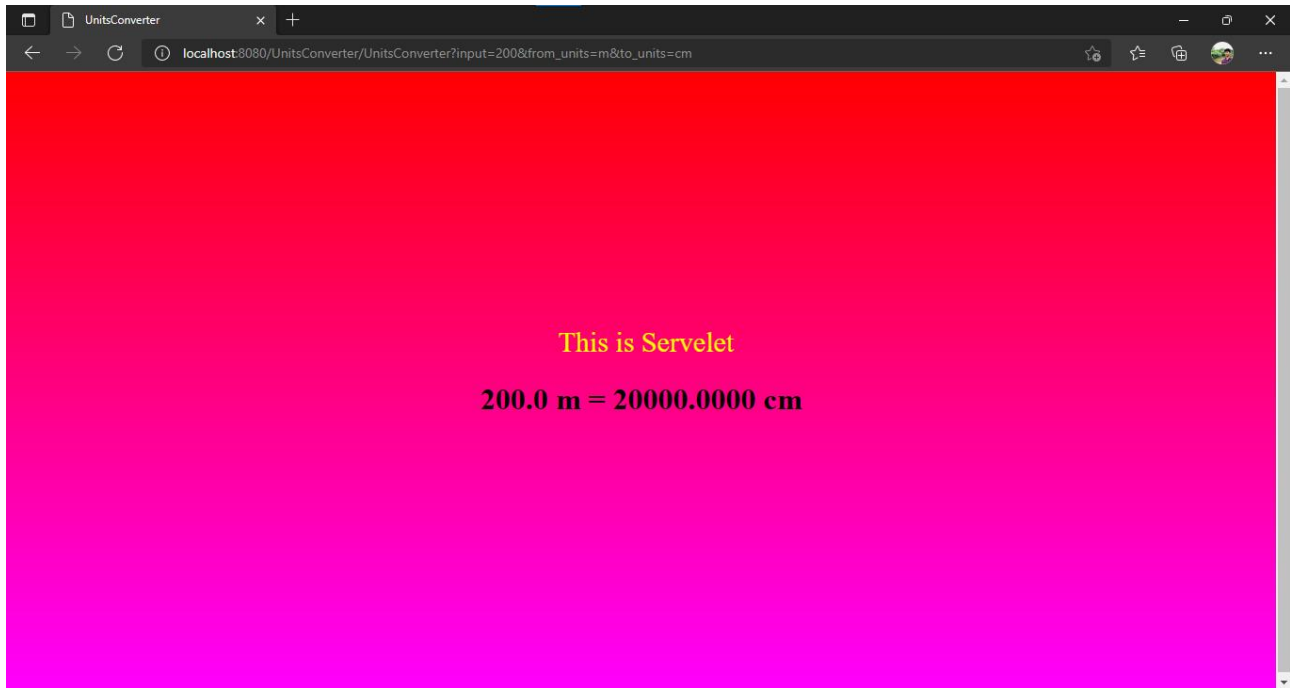 UnitsConverter
localhost:8080/UnitsConverter/UnitsConverter?input=200&from_units=m&to_units=cm
This is Servelet
200.0 m = 20000.0000 cm